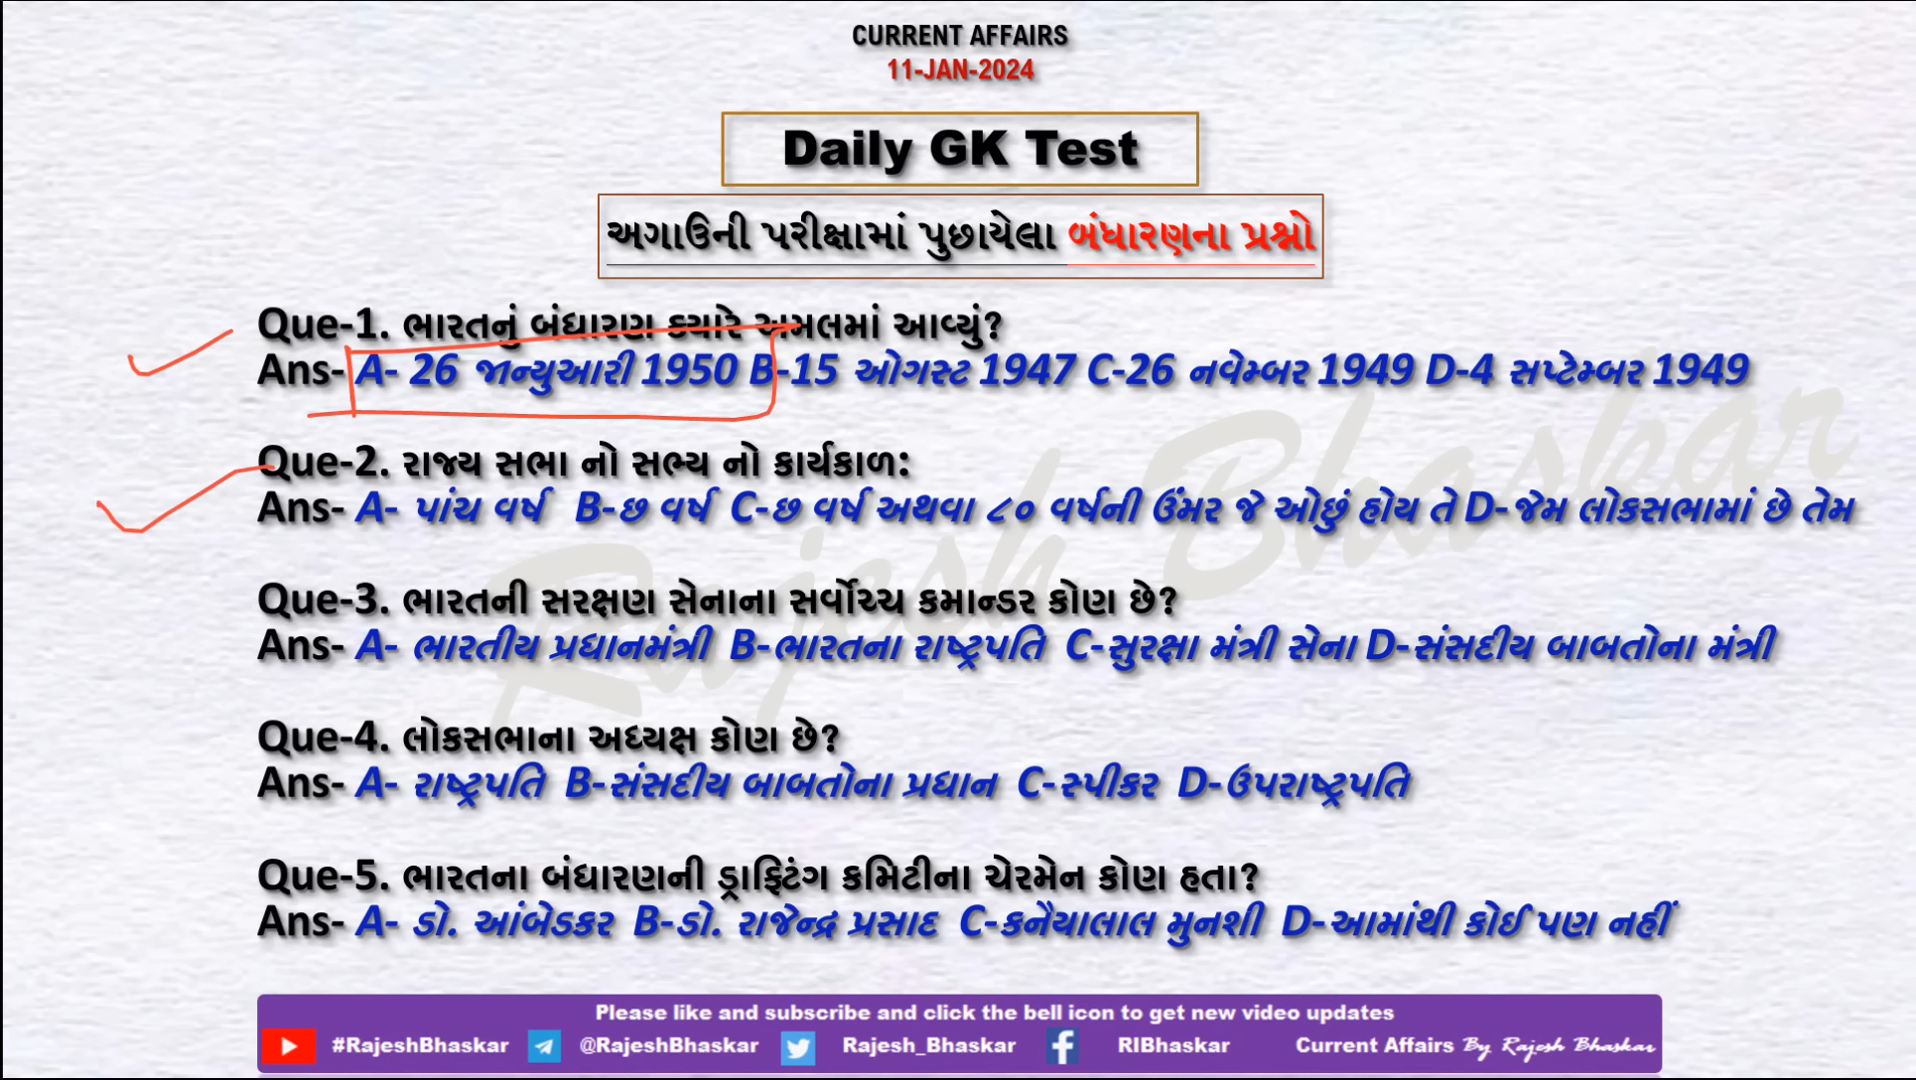 CURRENT AFFAIRS
11-JAN-2024
Daily GK Test
અગાઉની પરીક્ષામાં પુછાયેલા બંધારણના પ્રશ્નો
Que-1. ભારતનું બંધારણ ક્યારે અમલમાં આવ્યું?
Ans- A- 26 જાન્યુઆરી 1950 B-15 ઓગસ્ટ 1947 C-26 નવેમ્બર 1949 D-4 સપ્ટેમ્બર 1949
Que-2. રાજ્ય સભા નો સભ્ય નો કાર્યકાળ:
Ans- A- પાંચ વર્ષ B-છ વર્ષ C-છ વર્ષ અથવા ૮૦ વર્ષની ઉંમર જે ઓછું હોય તે D-જેમ લોકસભામાં છે તેમ
Que-3. ભારતની સરક્ષણ સેનાના સર્વોચ્ચ કમાન્ડર કોણ છે?
Ans- A- ભારતીય પ્રધાનમંત્રી B-ભારતના રાષ્ટ્રપતિ C-સુરક્ષા મંત્રી સેના D-સંસદીય બાબતોના મંત્રી
Que-4. લોકસભાના અધ્યક્ષ કોણ છે?
Ans- A- રાષ્ટ્રપતિ B-સંસદીય બાબતોના પ્રધાન C-સ્પીકર D-ઉપરાષ્ટ્રપતિ
Que-5. ભારતના બંધારણની ડ્રાફ્ટિંગ કમિટીના ચેરમેન કોણ હતા?
Ans- A- ડો. આંબેડકર B-ડો. રાજેન્દ્ર પ્રસાદ C-કનૈયાલાલ મુનશી D-આમાંથી કોઈ પણ નહીં
Rajesh Bhaskar
Please like and subscribe and click the bell icon to get new video updates
#RajeshBhaskar @RajeshBhaskar Rajesh_Bhaskar RIBhaskar Current Affairs By Rajesh Bhaskar